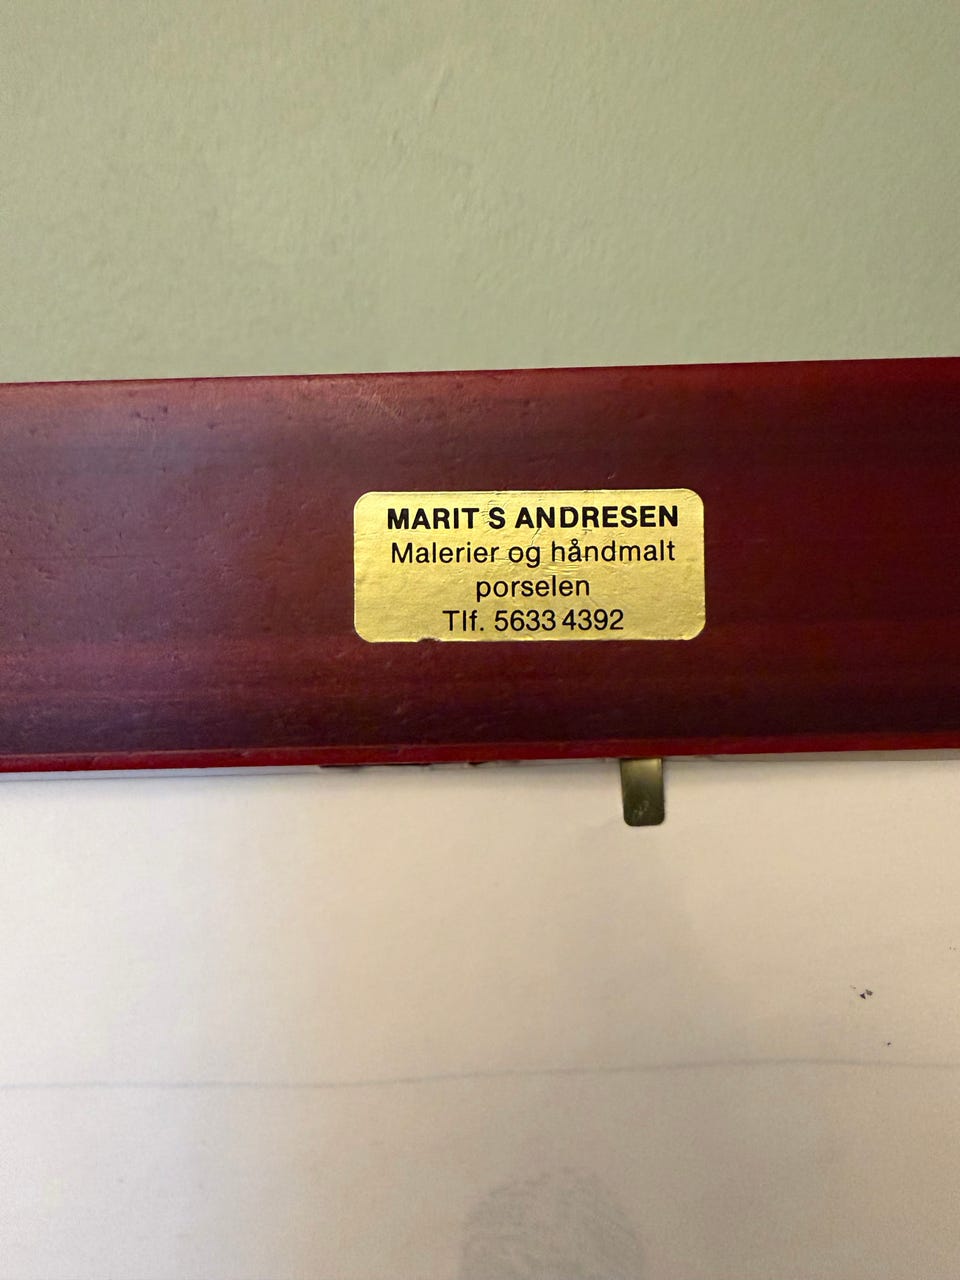 MARIT S ANDRESEN
Malerier og håndmalt
porselen
Tlf. 5633 4392